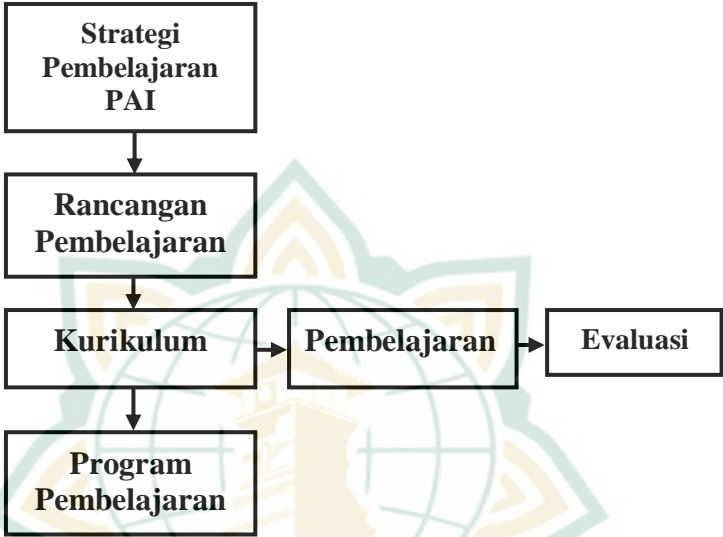 Strategi
Pembelajaran
PAI
Rancangan
Pembelajaran
Kurikulum
Pembelajaran
Evaluasi
Program
Pembelajaran